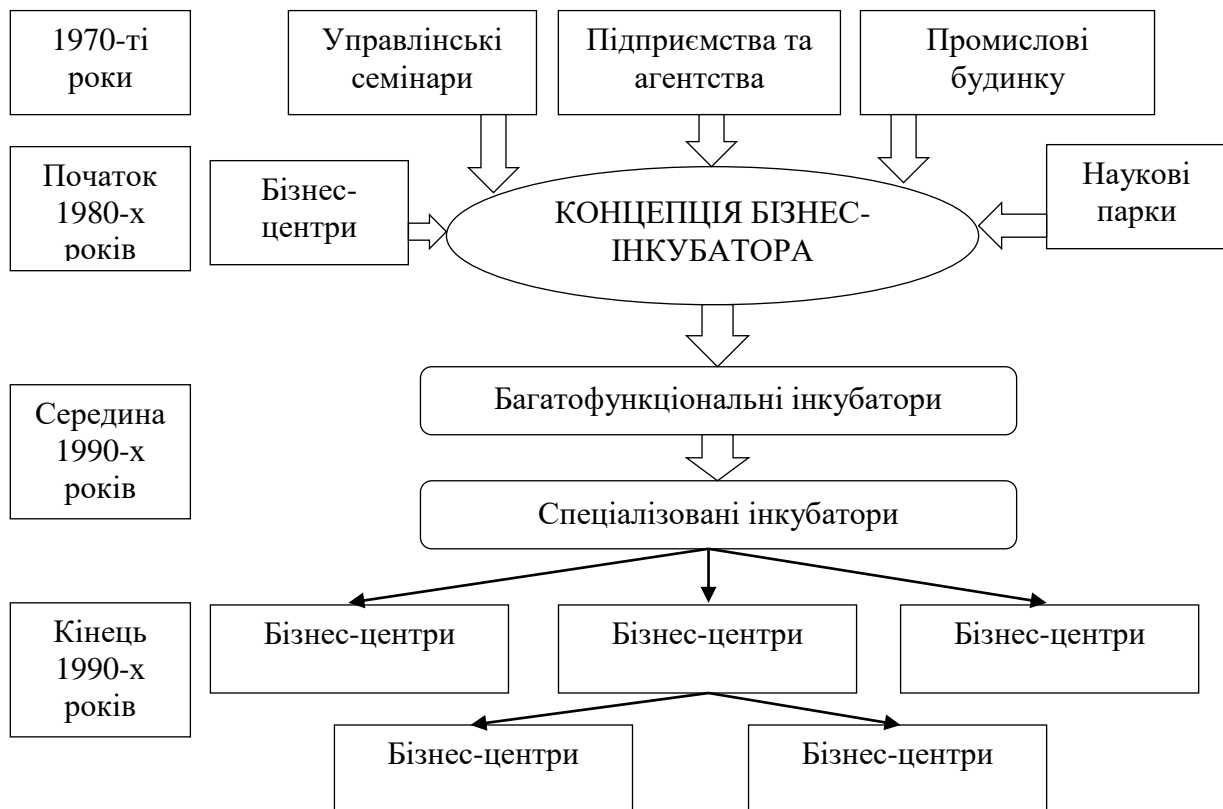 1970-ті
роки
Управлінські
семінари
Підприємства та
агентства
Промислові
будинку
Початок
1980-х
років
Бізнес-
центри
КОНЦЕПЦІЯ БІЗНЕС-
ІНКУБАТОРА
Наукові
парки
Середина
1990-х
років
Багатофункціональні інкубатори
Спеціалізовані інкубатори
Кінець
1990-х
років
Бізнес-центри
Бізнес-центри
Бізнес-центри
Бізнес-центри
Бізнес-центри